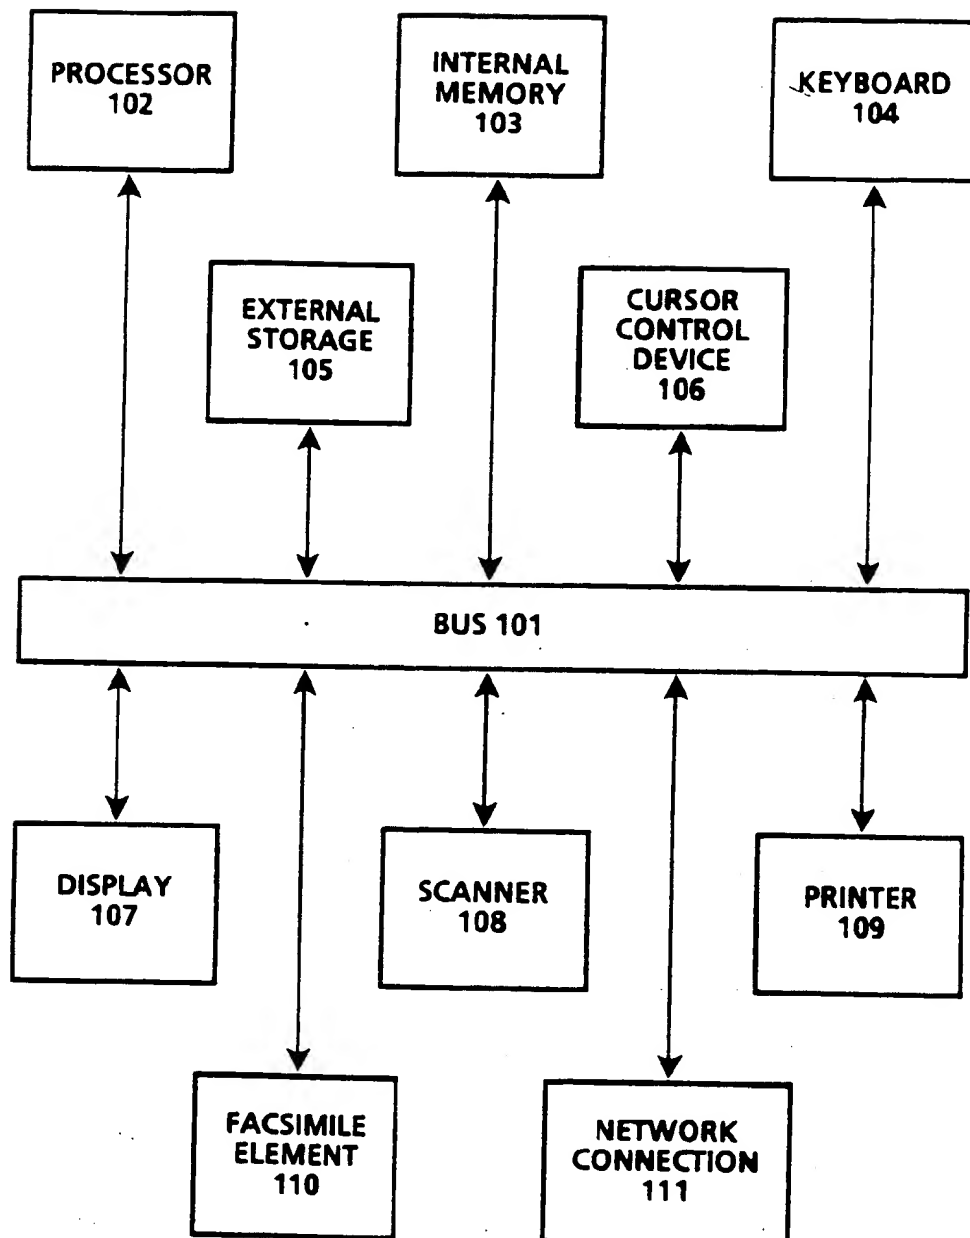 PROCESSOR
102
INTERNAL
MEMORY
103
KEYBOARD
104
EXTERNAL
STORAGE
105
CURSOR
CONTROL
DEVICE
106
BUS 101
DISPLAY
107
SCANNER
108
PRINTER
109
FACSIMILE
ELEMENT
110
NETWORK
CONNECTION
111